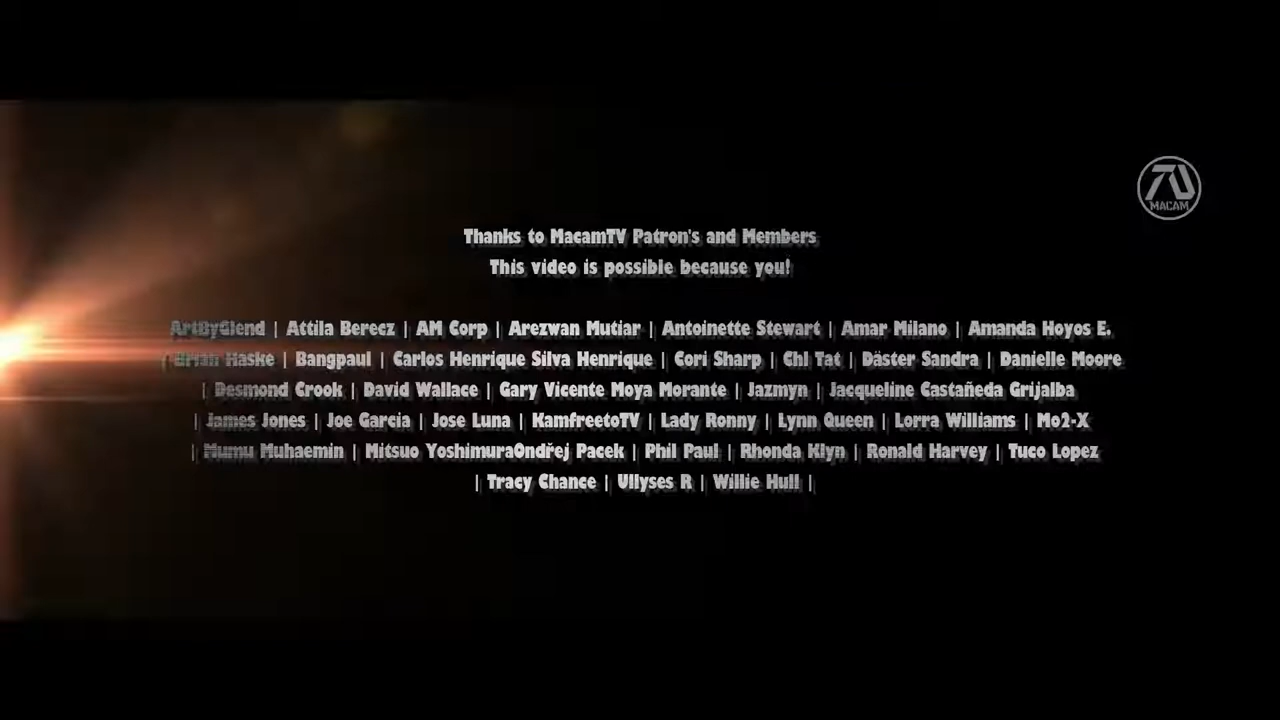 MACAM
Thanks to MacamTV Patron's and Members
This video is possible because you!
ArtByGlend | Attila Berecz | AM Corp | Arezwan Mutiar | Antoinette Stewart | Amar Milano | Amanda Hoyos E.
| Brian Haske | Bangpaul | Carlos Henrique Silva Henrique | Cori Sharp | Chl Tat | Däster Sandra | Danielle Moore
| Desmond Crook | David Wallace | Gary Vicente Moya Morante | Jazmyn | Jacqueline Castañeda Grijalba
| James Jones | Joe Garcia | Jose Luna | KamfreetoTV | Lady Ronny | Lynn Queen | Lorra Williams | Mo2-X
| Mumu Muhaemin | Mitsuo YoshimuraOndřej Pacek | Phil Paul | Rhonda Klyn | Ronald Harvey | Tuco Lopez
| Tracy Chance | Ullyses R | Willie Hull |